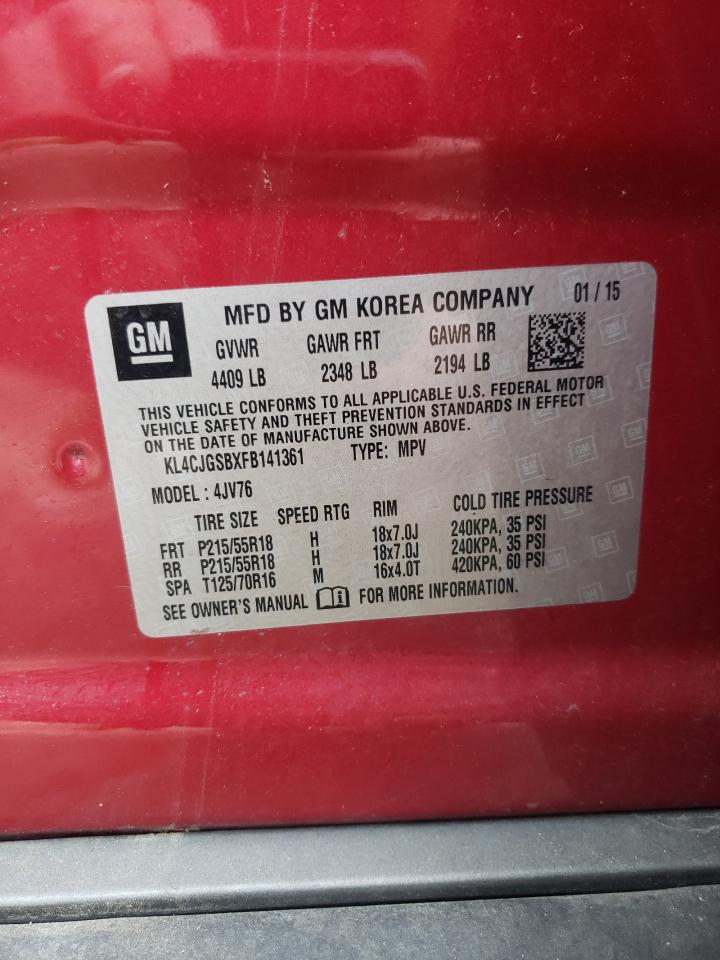 GM
MFD BY GM KOREA COMPANY 01 / 15
GVWR GAWR FRT GAWR RR
4409 LB 2348 LB 2194 LB
THIS VEHICLE CONFORMS TO ALL APPLICABLE U.S. FEDERAL MOTOR
VEHICLE SAFETY AND THEFT PREVENTION STANDARDS IN EFFECT
ON THE DATE OF MANUFACTURE SHOWN ABOVE.
KL4CJGSBXFB141361 TYPE: MPV
MODEL : 4JV76
TIRE SIZE SPEED RTG RIM COLD TIRE PRESSURE
FRT P215/55R18 H 18x7.0J 240KPA, 35 PSI
RR P215/55R18 H 18x7.0J 240KPA, 35 PSI
SPA T125/70R16 M 16x4.0T 420KPA, 60 PSI
SEE OWNER'S MANUAL i FOR MORE INFORMATION.